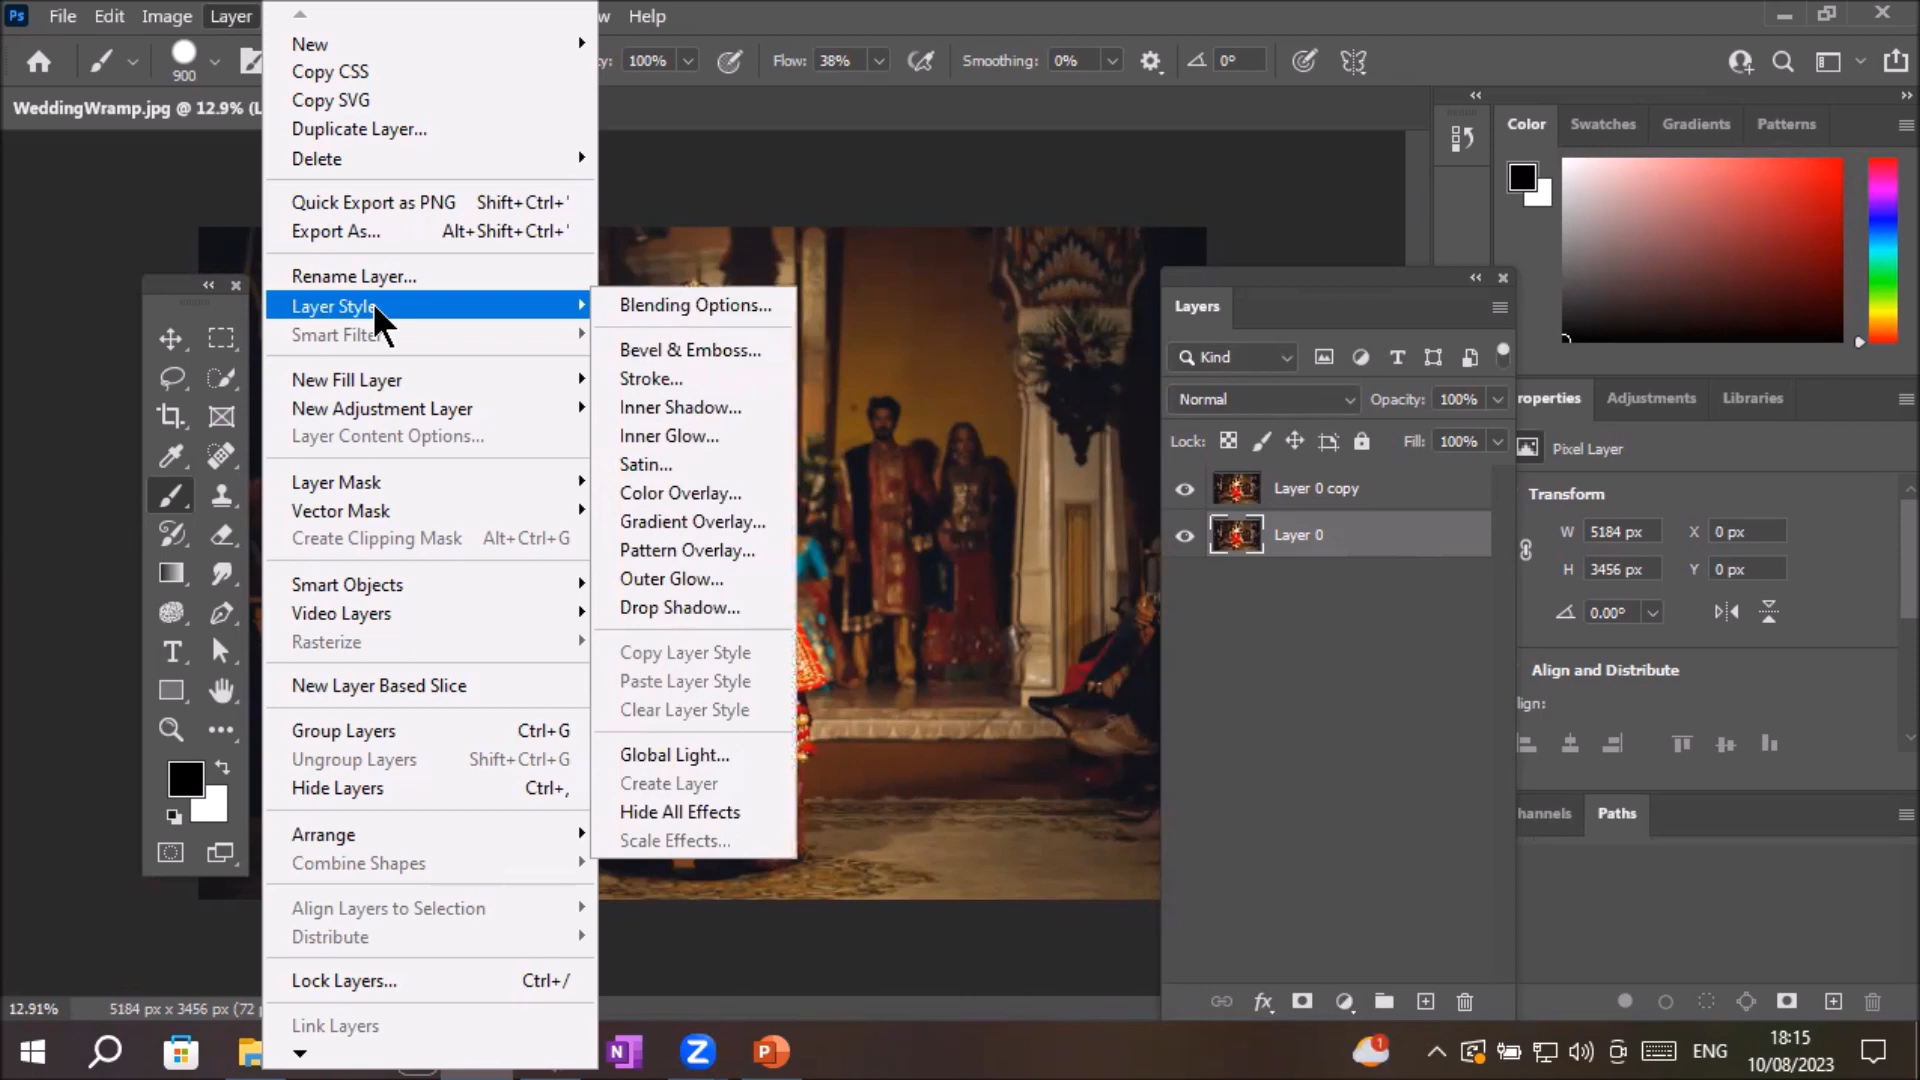 Ps File Edit Image Layer Help
900
100% Flow: 38% Smoothing: 0% 0°
WeddingWramp.jpg @ 12.9% (L
New
Copy CSS
Copy SVG
Duplicate Layer...
Delete
Quick Export as PNG Shift+Ctrl+'
Export As... Alt+Shift+Ctrl+'
Rename Layer...
Layer Style
Smart Filter
New Fill Layer
New Adjustment Layer
Layer Content Options...
Layer Mask
Vector Mask
Create Clipping Mask Alt+Ctrl+G
Smart Objects
Video Layers
Rasterize
New Layer Based Slice
Group Layers Ctrl+G
Ungroup Layers Shift+Ctrl+G
Hide Layers Ctrl+,
Arrange
Combine Shapes
Align Layers to Selection
Distribute
Lock Layers... Ctrl+/
Link Layers
Blending Options...
Bevel & Emboss...
Stroke...
Inner Shadow...
Inner Glow...
Satin...
Color Overlay...
Gradient Overlay...
Pattern Overlay...
Outer Glow...
Drop Shadow...
Copy Layer Style
Paste Layer Style
Clear Layer Style
Global Light...
Create Layer
Hide All Effects
Scale Effects...
Layers
Kind
Normal Opacity: 100%
Lock: Fill: 100%
Layer 0 copy
Layer 0
Color Swatches Gradients Patterns
roperties Adjustments Libraries
Pixel Layer
Transform
W 5184 px X 0 px
H 3456 px Y 0 px
0.00°
Align and Distribute
lign:
hannels Paths
12.91% 5184 px x 3456 px (72 p
N Z P 1 ENG
18:15
10/08/2023